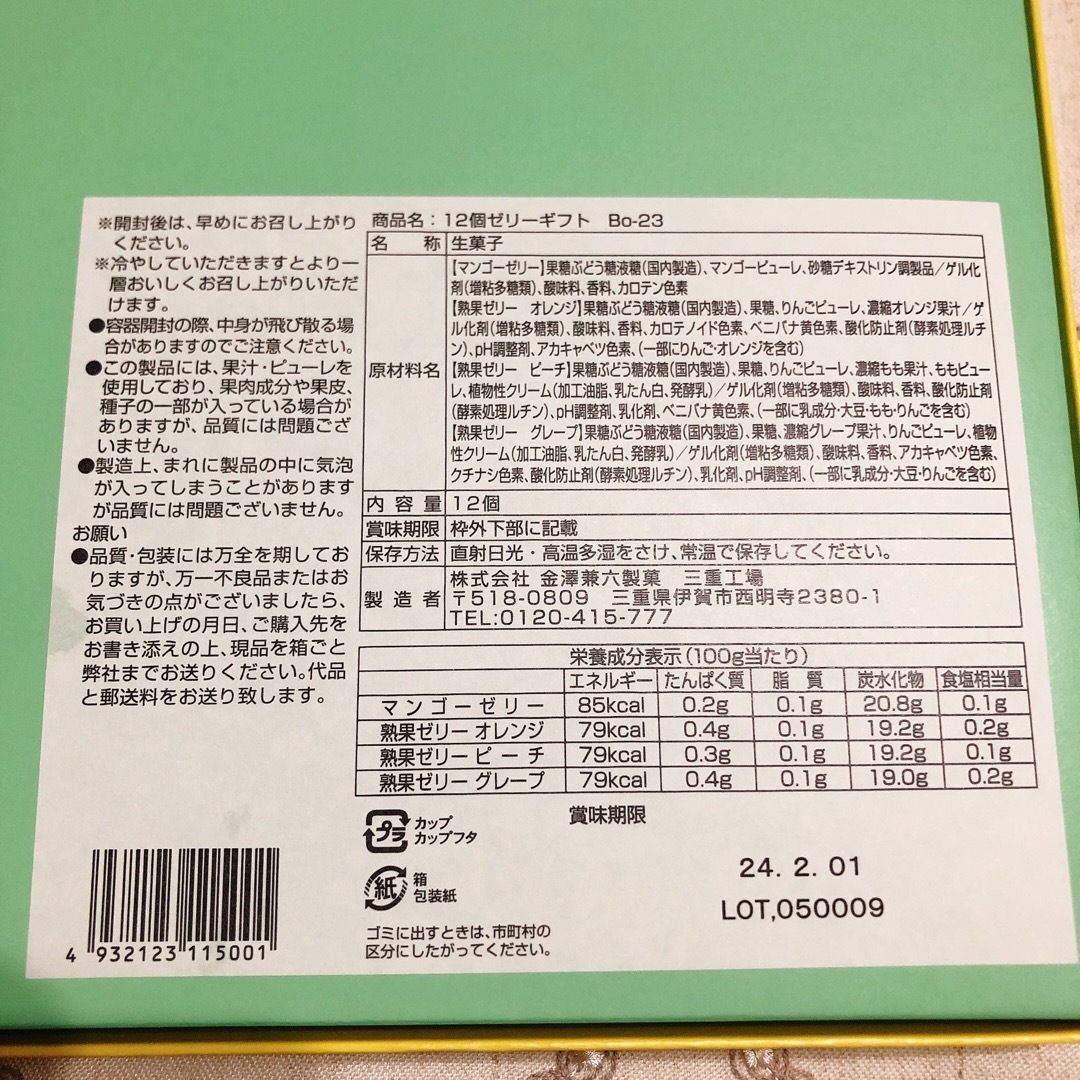 ※開封後は、早めにお召し上がり
ください。
※冷やしていただきますとより一
層おいしくお召し上がりいただ
けます。
●容器開封の際、中身が飛び散る場
合がありますのでご注意ください。
●この製品には、果汁・ピューレを
使用しており、果肉成分や果皮、
種子の一部が入っている場合が
ありますが、品質には問題ござ
いません。
●製造上、まれに製品の中に気泡
が入ってしまうことがあります
が品質には問題ございません。
お願い
●品質・包装には万全を期してお
りますが、万一不良品またはお
気づきの点がございましたら、
お買い上げの月日、ご購入先を
お書き添えの上、現品を箱ごと
弊社までお送りください。代品
と郵送料をお送り致します。
商品名：12個ゼリーギフト Bo-23
名称 生菓子
原材料名
【マンゴーゼリー】果糖ぶどう糖液糖(国内製造)、マンゴーピューレ、砂糖デキストリン調製品/ゲル化
剤(増粘多糖類)、酸味料、香料、カロテン色素
【熟果ゼリー オレンジ】果糖ぶどう糖液糖(国内製造)、果糖、りんごピューレ、濃縮オレンジ果汁/ゲ
ル化剤(増粘多糖類)、酸味料、香料、カロテノイド色素、ベニバナ黄色素、酸化防止剤(酵素処理ルチ
ン)、pH調整剤、アカキャベツ色素、(一部にりんご・オレンジを含む)
【熟果ゼリー ピーチ】果糖ぶどう糖液糖(国内製造)、果糖、りんごピューレ、濃縮もも果汁、ももピュー
レ、植物性クリーム(加工油脂、乳たん白、発酵乳)/ゲル化剤(増粘多糖類)、酸味料、香料、酸化防止剤
(酵素処理ルチン)、pH調整剤、乳化剤、ベニバナ黄色素、(一部に乳成分・大豆・もも・りんごを含む)
【熟果ゼリー グレープ】果糖ぶどう糖液糖(国内製造)、果糖、濃縮グレープ果汁、りんごピューレ、植物
性クリーム(加工油脂、乳たん白、発酵乳)/ゲル化剤(増粘多糖類)、酸味料、香料、アカキャベツ色素、
クチナシ色素、酸化防止剤(酵素処理ルチン)、乳化剤、pH調整剤、(一部に乳成分・大豆・りんごを含む)
内容量 12個
賞味期限 枠外下部に記載
保存方法 直射日光・高温多湿をさけ、常温で保存してください。
製造者
株式会社 金澤兼六製菓 三重工場
〒518-0809 三重県伊賀市西明寺2380-1
TEL:0120-415-777
栄養成分表示(100g当たり)
エネルギー たんぱく質 脂質 炭水化物 食塩相当量
マンゴーゼリー 85kcal 0.2g 0.1g 20.8g 0.1g
熟果ゼリー オレンジ 79kcal 0.4g 0.1g 19.2g 0.2g
熟果ゼリー ピーチ 79kcal 0.3g 0.1g 19.2g 0.1g
熟果ゼリー グレープ 79kcal 0.4g 0.1g 19.0g 0.2g
プラ カップ
カップフタ
紙 箱
包装紙
ゴミに出すときは、市町村の
区分にしたがってください。
賞味期限
24. 2. 01
LOT,050009
4 932123 115001